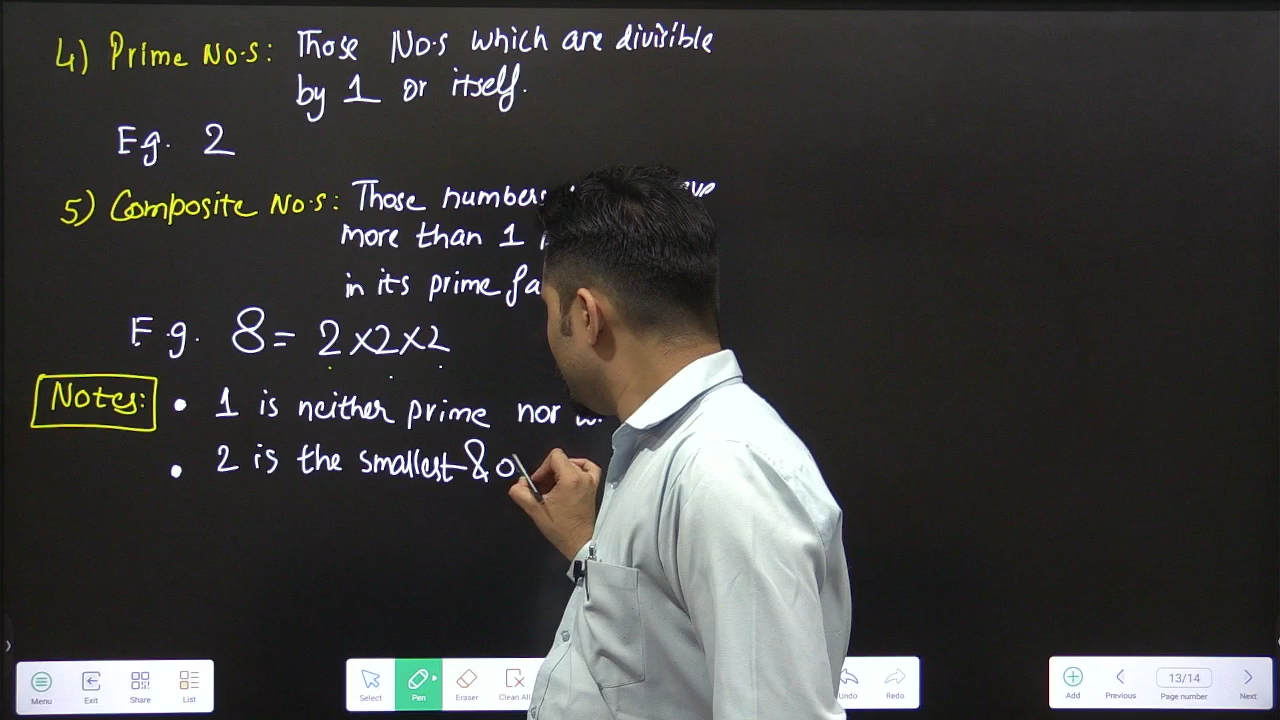 4) Prime No.s: Those No.s which are divisible
by 1 or itself.
Eg. 2
5) Composite No.s: Those numbers
more than 1
in its prime
E.g. 8 = 2×2×2
Notes: • 1 is neither prime nor
• 2 is the smallest & o
Menu Exit Share List Select Pen Eraser Clean All Undo Redo Add Previous 13/14 Page number Next